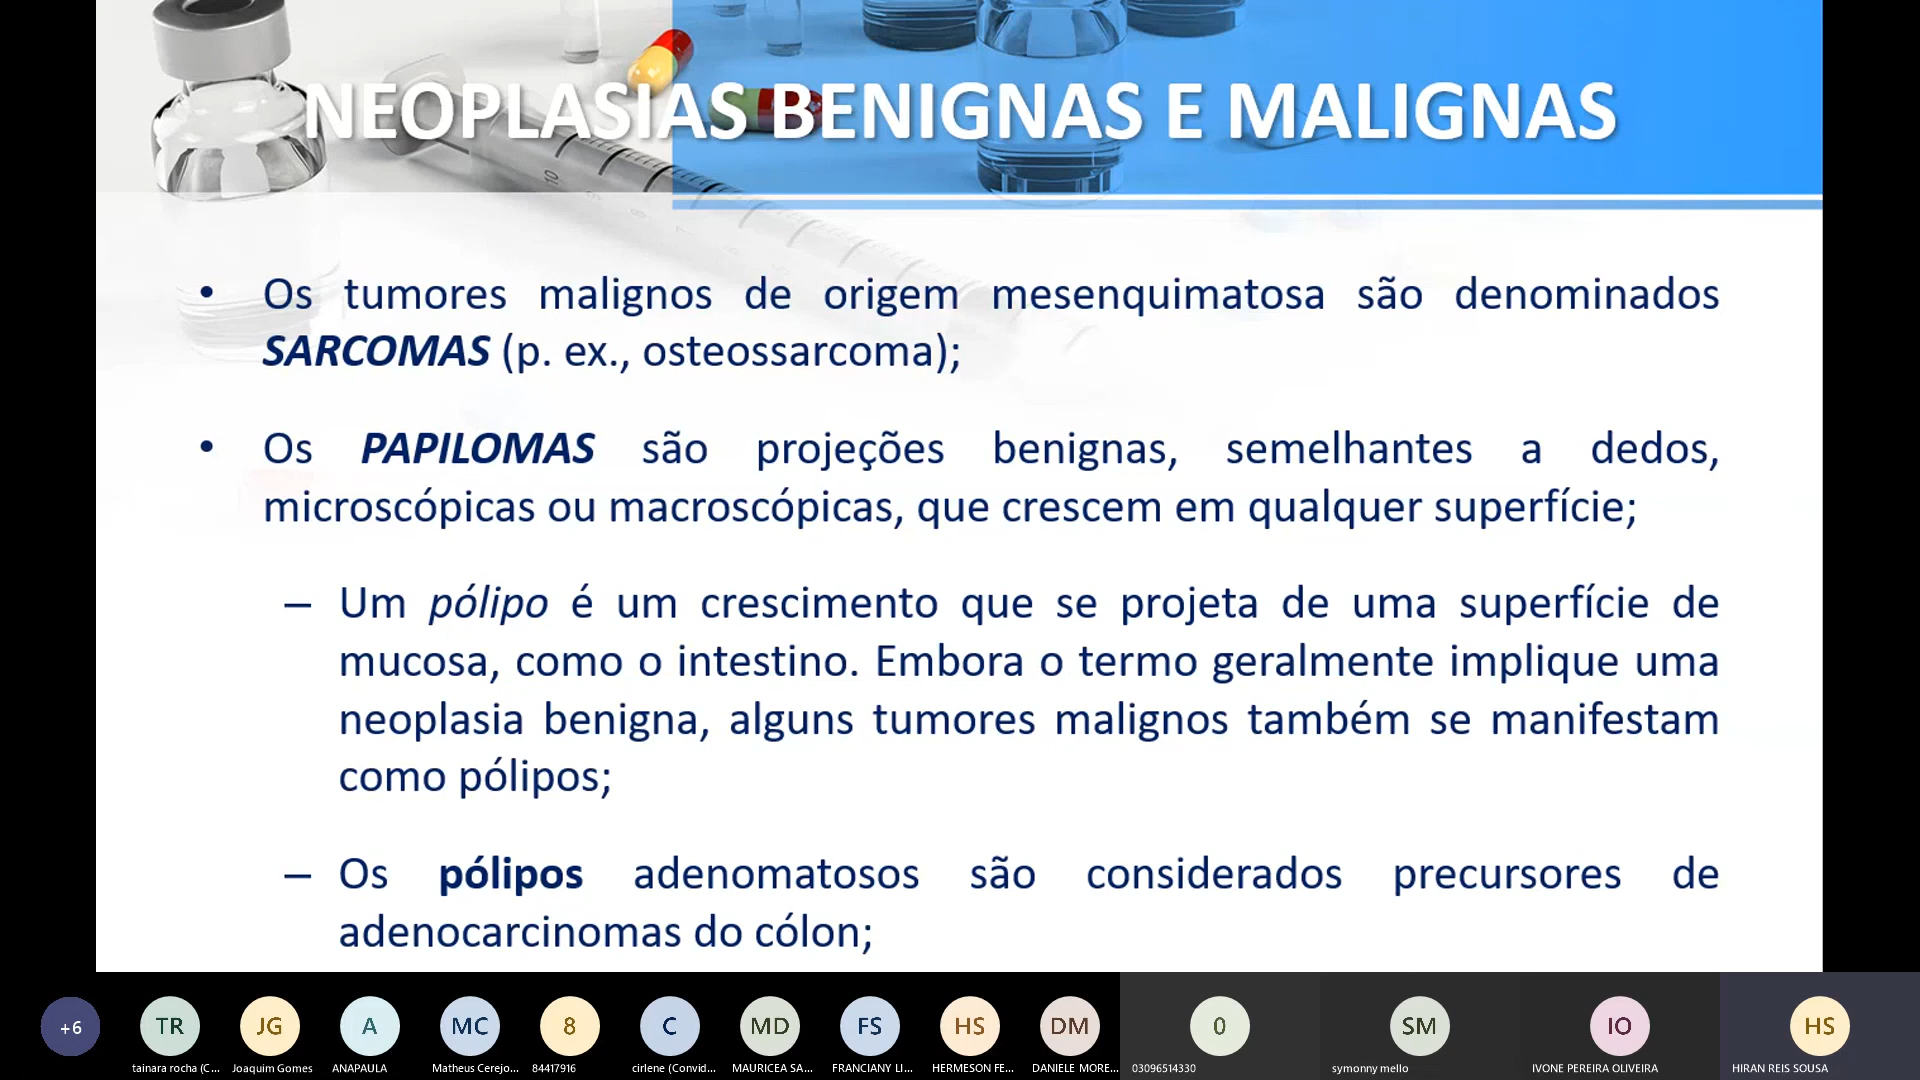 NEOPLASIAS BENIGNAS E MALIGNAS
10
• Os tumores malignos de origem mesenquimatosa são denominados
SARCOMAS (p. ex., osteossarcoma);
• Os PAPILOMAS são projeções benignas, semelhantes a dedos,
microscópicas ou macroscópicas, que crescem em qualquer superfície;
– Um pólipo é um crescimento que se projeta de uma superfície de
mucosa, como o intestino. Embora o termo geralmente implique uma
neoplasia benigna, alguns tumores malignos também se manifestam
como pólipos;
– Os pólipos adenomatosos são considerados precursores de
adenocarcinomas do cólon;
+6 TR JG A MC 8 C MD FS HS DM 0 SM IO HS
tainara rocha (C... Joaquim Gomes ANAPAULA Matheus Cerejo... 84417916 cirlene (Convid... MAURICEA SA... FRANCIANY LI... HERMESON FE... DANIELE MORE... 03096514330 symonny mello IVONE PEREIRA OLIVEIRA HIRAN REIS SOUSA